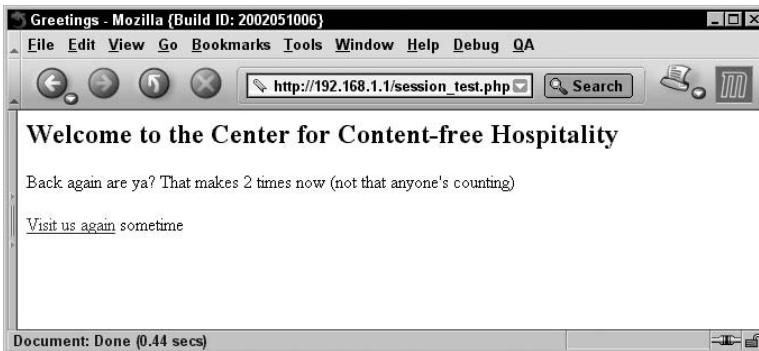 Greetings - Mozilla {Build ID: 2002051006}
File Edit View Go Bookmarks Tools Window Help Debug QA
http://192.168.1.1/session_test.php Search
Welcome to the Center for Content-free Hospitality
Back again are ya? That makes 2 times now (not that anyone's counting)
Visit us again sometime
Document: Done (0.44 secs)